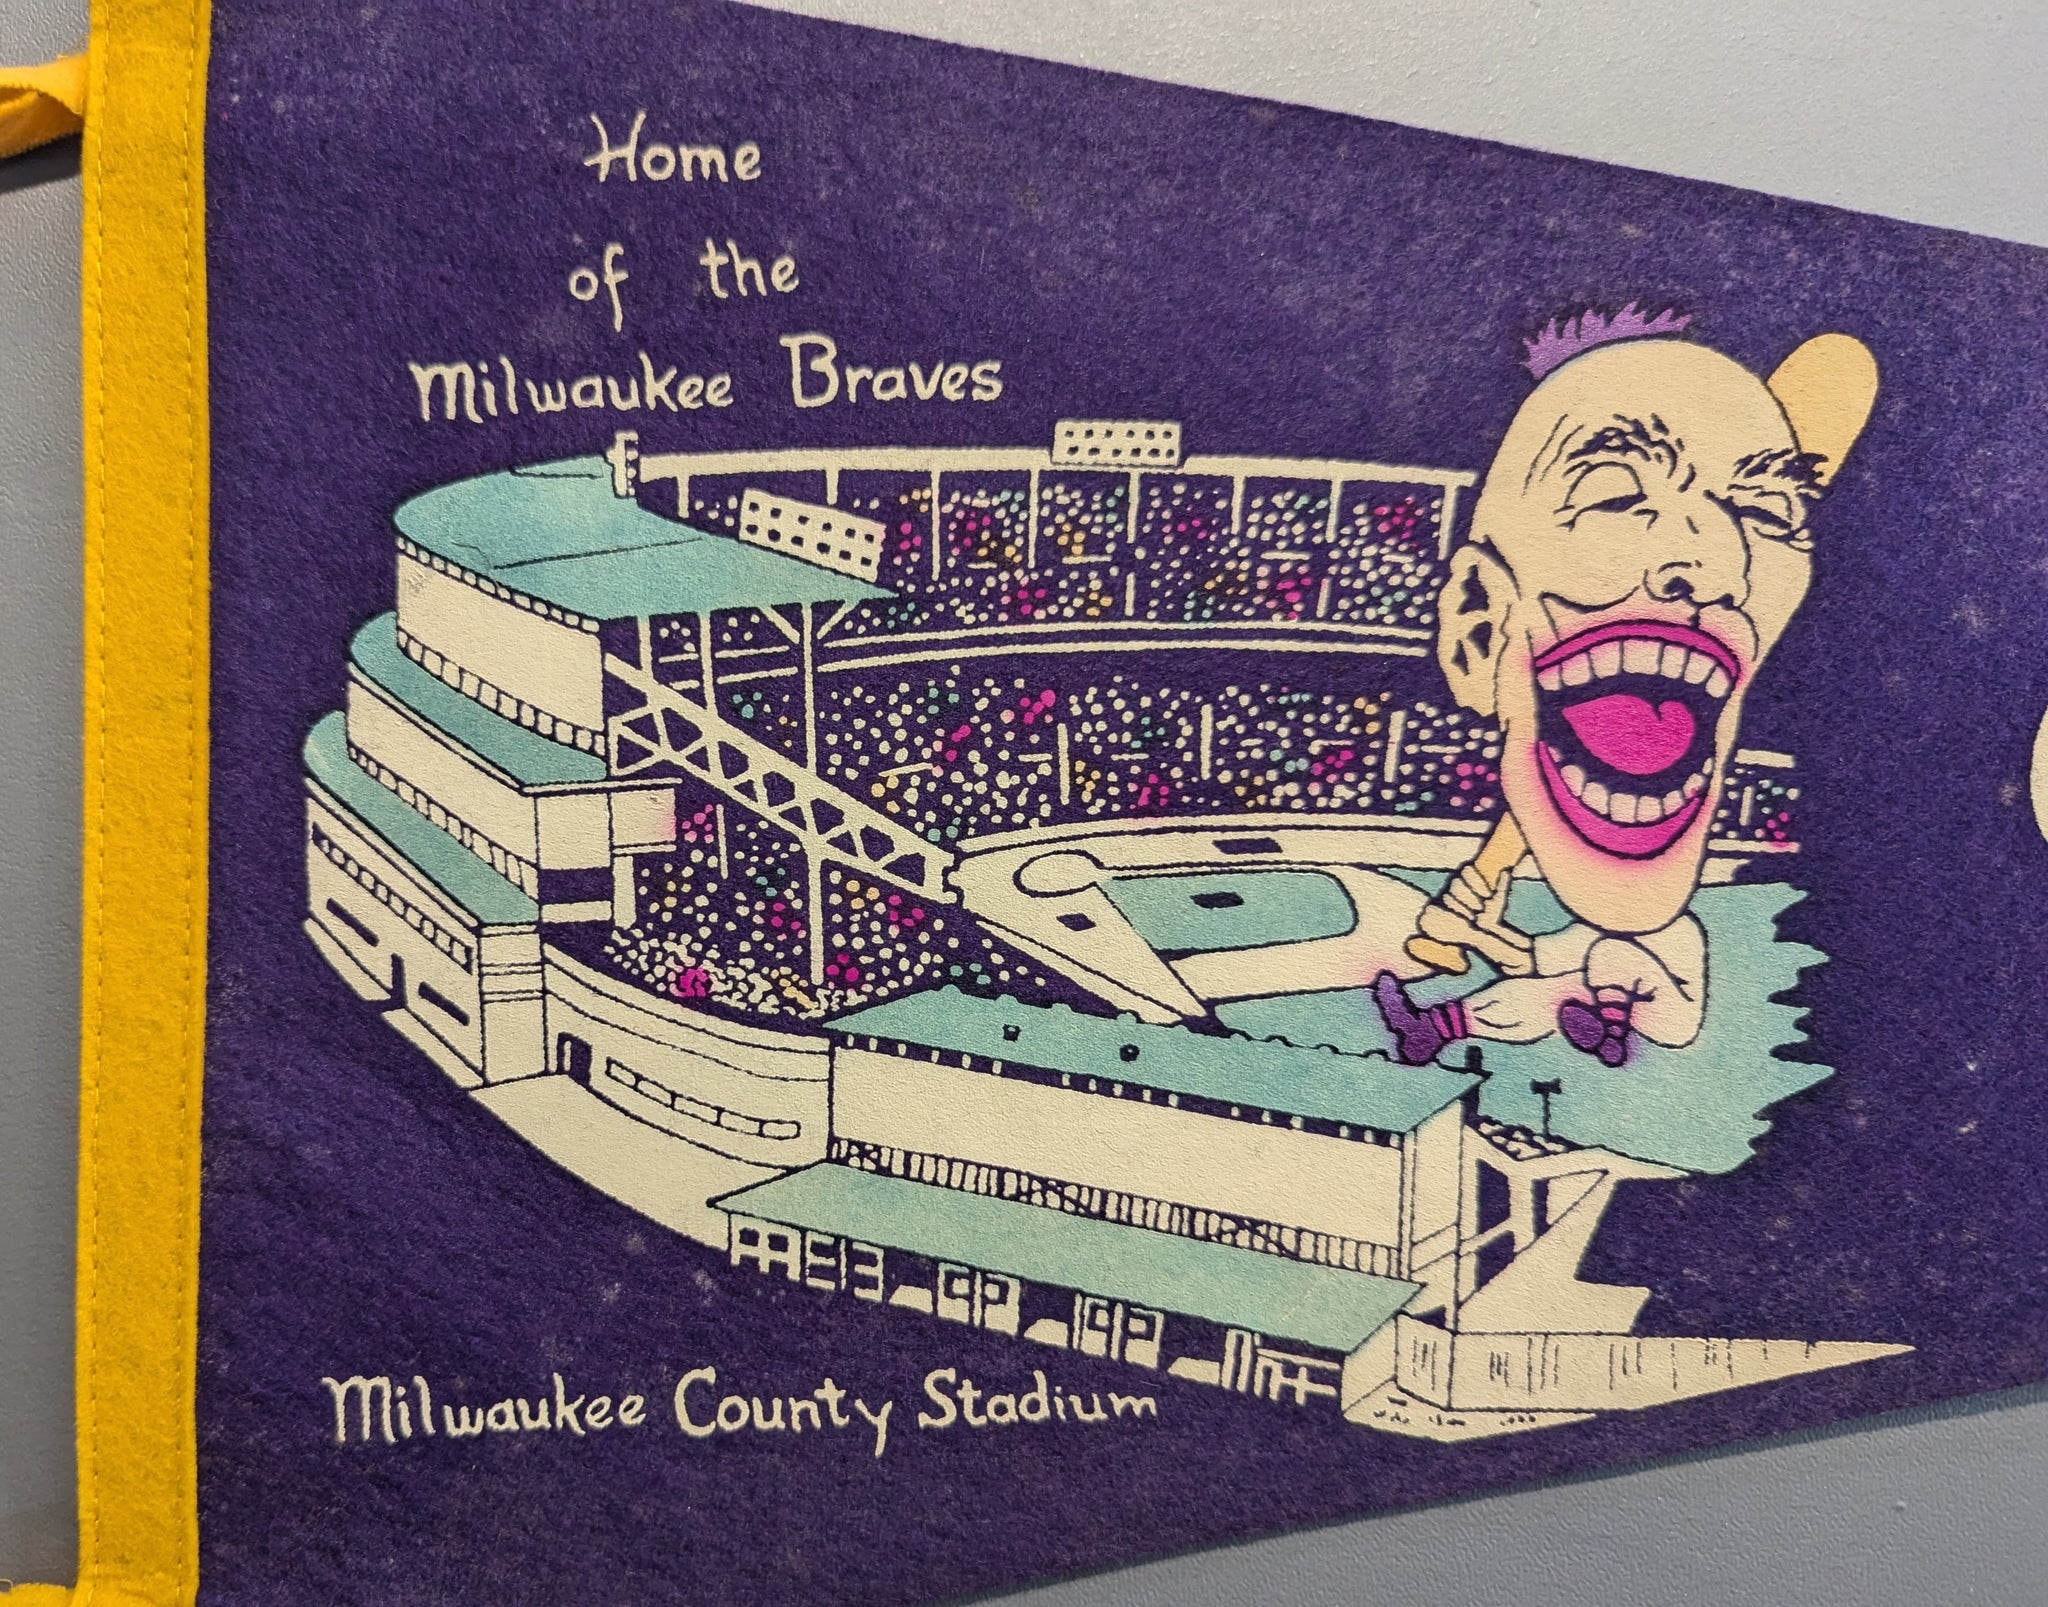 Home
of the
Milwaukee Braves
Milwaukee County Stadium